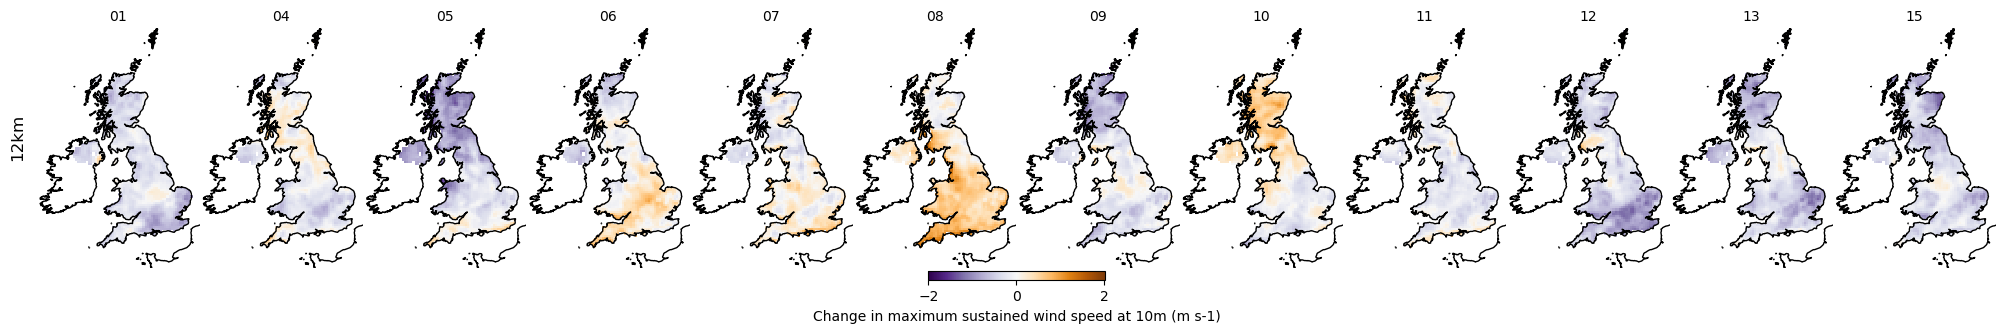 01 04 05 06 07 08 09 10 11 12 13 15
12km
−2 0 2
Change in maximum sustained wind speed at 10m (m s-1)